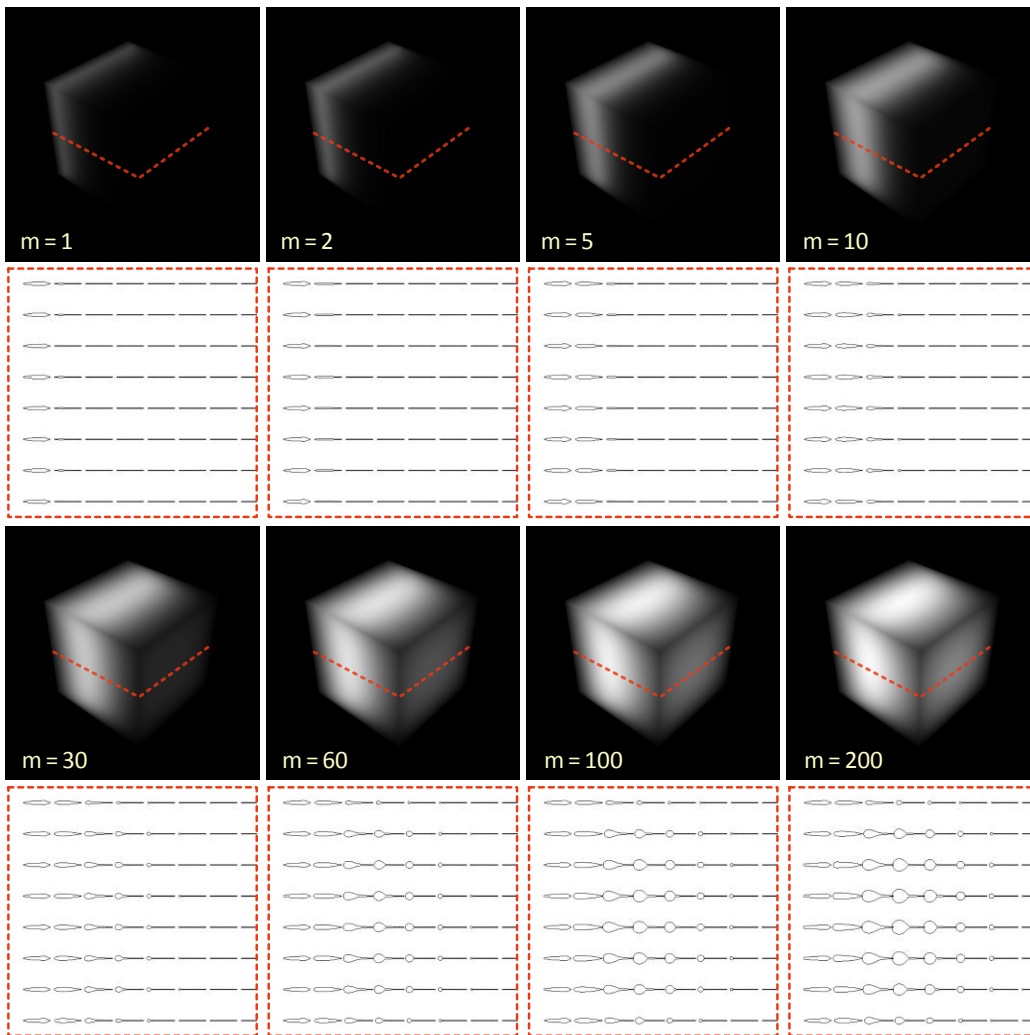 m = 1
m = 2
m = 5
m = 10
m = 30
m = 60
m = 100
m = 200